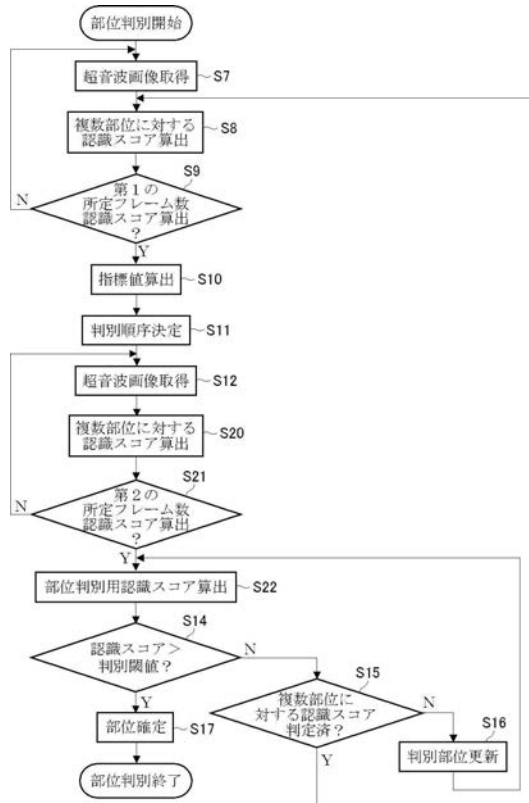 部位判別開始
超音波画像取得
S7
複数部位に対する
認識スコア算出
S8
S9
第1の
所定フレーム数
認識スコア算出
?
N
Y
指標値算出
S10
判別順序決定
S11
超音波画像取得
S12
複数部位に対する
認識スコア算出
S20
S21
第2の
所定フレーム数
認識スコア算出
?
N
Y
部位判別用認識スコア算出
S22
S14
認識スコア>
判別閾値?
N
Y
S15
複数部位に
対する認識スコア
判定済?
N
Y
部位確定
S17
S16
判別部位更新
部位判別終了